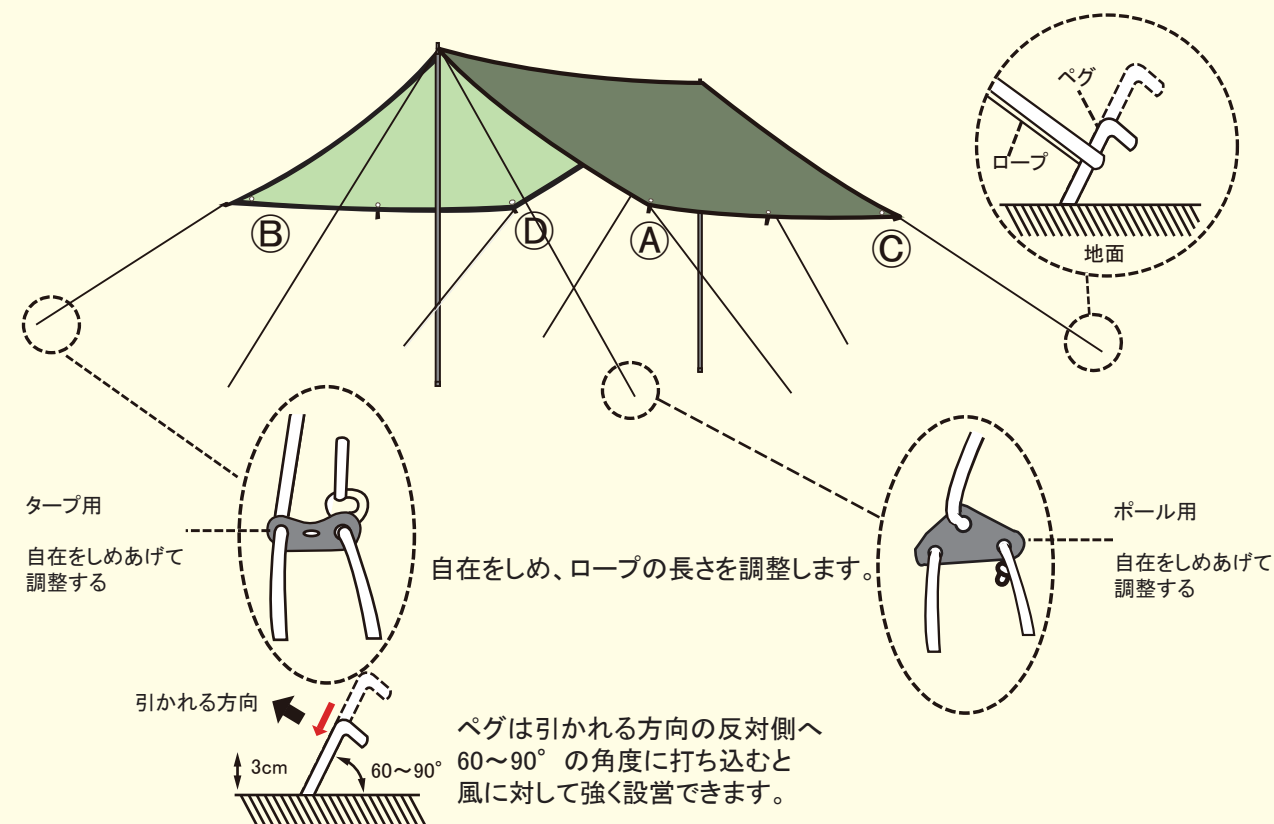 ペグ
ロープ
地面
Ⓑ
Ⓓ
Ⓐ
Ⓒ
タープ用
自在をしめあげて
調整する
自在をしめ、ロープの長さを調整します。
ポール用
自在をしめあげて
調整する
引かれる方向
3cm
60〜90°
ペグは引かれる方向の反対側へ
60〜90°の角度に打ち込むと
風に対して強く設営できます。